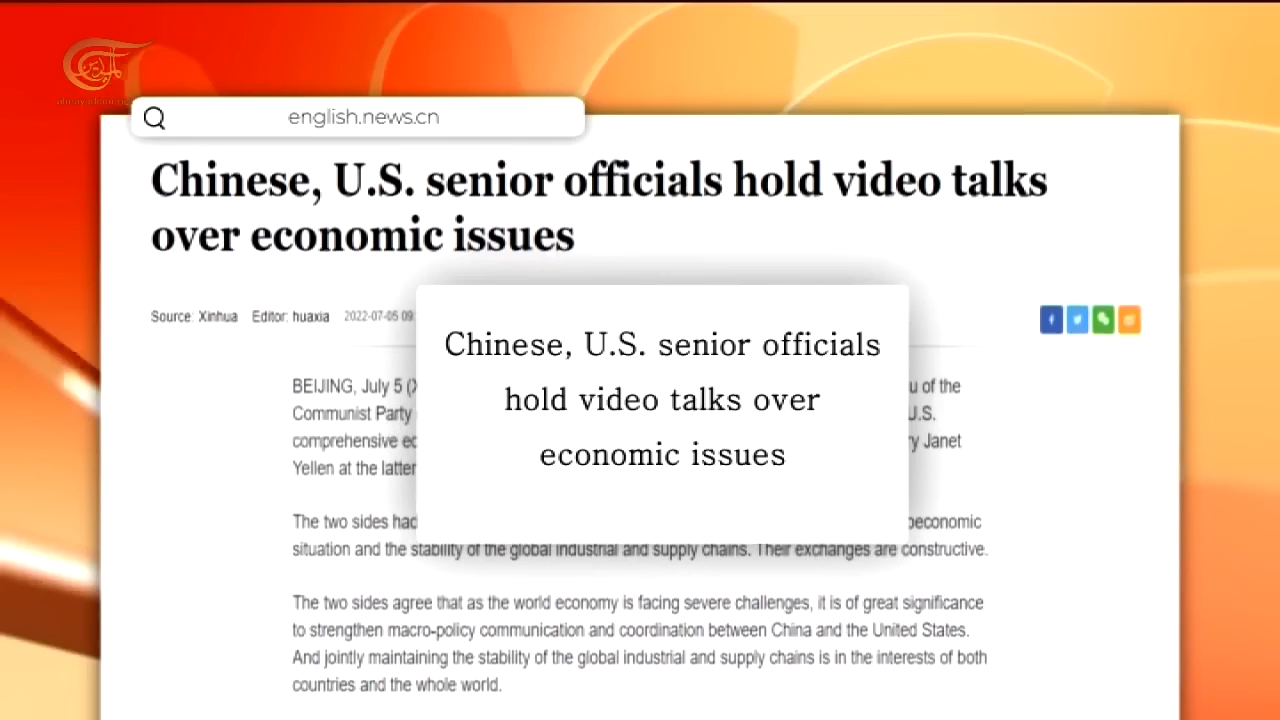 الميادين
almayadeen.net
english.news.cn
Chinese, U.S. senior officials hold video talks
over economic issues
Source: Xinhua Editor: huaxia 2022-07-05 09
Chinese, U.S. senior officials
hold video talks over
economic issues
BEIJING, July 5 (X u of the
Communist Party U.S.
comprehensive ec y Janet
Yellen at the latter
The two sides had oeconomic
situation and the stability of the global industrial and supply chains. Their exchanges are constructive.
The two sides agree that as the world economy is facing severe challenges, it is of great significance
to strengthen macro-policy communication and coordination between China and the United States.
And jointly maintaining the stability of the global industrial and supply chains is in the interests of both
countries and the whole world.